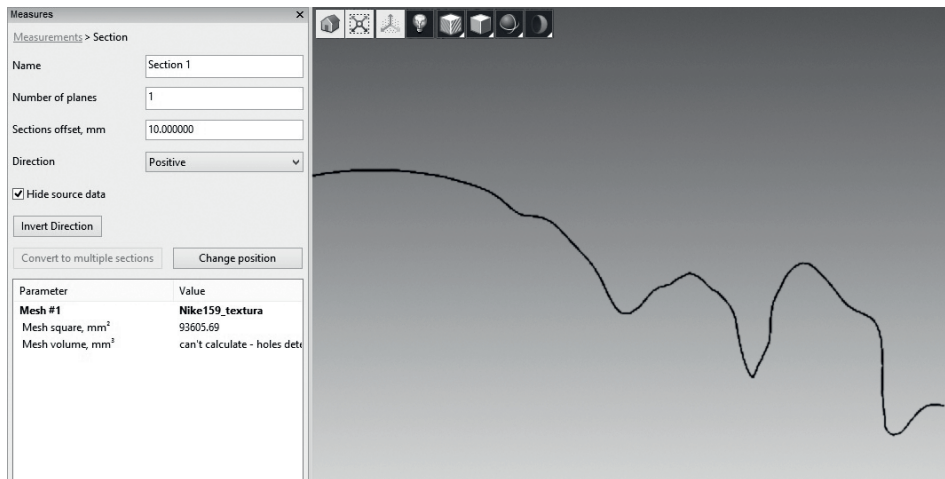 Measures
Measurements > Section
Name Section 1
Number of planes 1
Sections offset, mm 10.000000
Direction Positive
Hide source data
Invert Direction
Convert to multiple sections Change position
Parameter Value
Mesh #1 Nike159_textura
Mesh square, mm² 93605.69
Mesh volume, mm³ can't calculate - holes dete